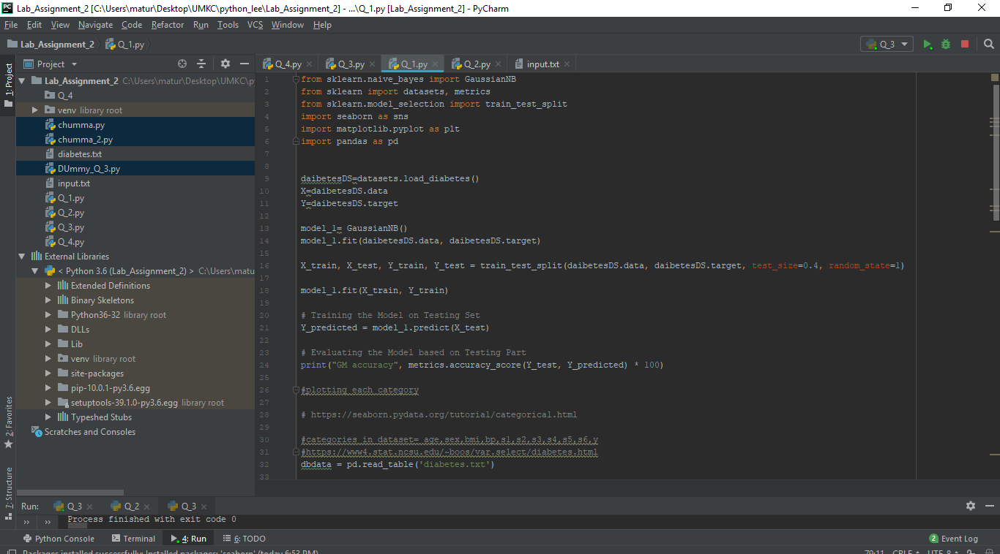 Lab_Assignment_2 [C:\Users\matur\Desktop\UMKC\python_lee\Lab_Assignment_2] - ...\Q_1.py [Lab_Assignment_2] - PyCharm
File Edit View Navigate Code Refactor Run Tools VCS Window Help
Lab_Assignment_2 Q_1.py Q_3
1: Project
Project
Lab_Assignment_2 C:\Users\matur\Desktop\UMKC\py
Q_4
venv library root
chumma.py
chumma_2.py
diabetes.txt
DUmmy_Q_3.py
input.txt
Q_1.py
Q_2.py
Q_3.py
Q_4.py
External Libraries
< Python 3.6 (Lab_Assignment_2) > C:\Users\matu
Extended Definitions
Binary Skeletons
Python36-32 library root
DLLs
Lib
venv library root
site-packages
pip-10.0.1-py3.6.egg
setuptools-39.1.0-py3.6.egg library root
Typeshed Stubs
Scratches and Consoles
2: Favorites
7: Structure
Q_4.py Q_3.py Q_1.py Q_2.py input.txt
1 from sklearn.naive_bayes import GaussianNB
2 from sklearn import datasets, metrics
3 from sklearn.model_selection import train_test_split
4 import seaborn as sns
5 import matplotlib.pyplot as plt
6 import pandas as pd
7
8
9 daibetesDS=datasets.load_diabetes()
10 X=daibetesDS.data
11 Y=daibetesDS.target
12
13 model_1= GaussianNB()
14 model_1.fit(daibetesDS.data, daibetesDS.target)
15
16 X_train, X_test, Y_train, Y_test = train_test_split(daibetesDS.data, daibetesDS.target, test_size=0.4, random_state=1)
17
18 model_1.fit(X_train, Y_train)
19
20 # Training the Model on Testing Set
21 Y_predicted = model_1.predict(X_test)
22
23 # Evaluating the Model based on Testing Part
24 print("GM accuracy", metrics.accuracy_score(Y_test, Y_predicted) * 100)
25
26 #plotting each category
27
28 # https://seaborn.pydata.org/tutorial/categorical.html
29
30 #categories in dataset= age,sex,bmi,bp,s1,s2,s3,s4,s5,s6,y
31 #https://www4.stat.ncsu.edu/~boos/var.select/diabetes.html
32 dbdata = pd.read_table('diabetes.txt')
33
Run: Q_3 Q_2 Q_3
Process finished with exit code 0
Python Console Terminal 4: Run 6: TODO 2 Event Log
Packages installed successfully: Installed packages: 'seaborn' (today 6:53 PM) 79:11 CRLF UTF-8